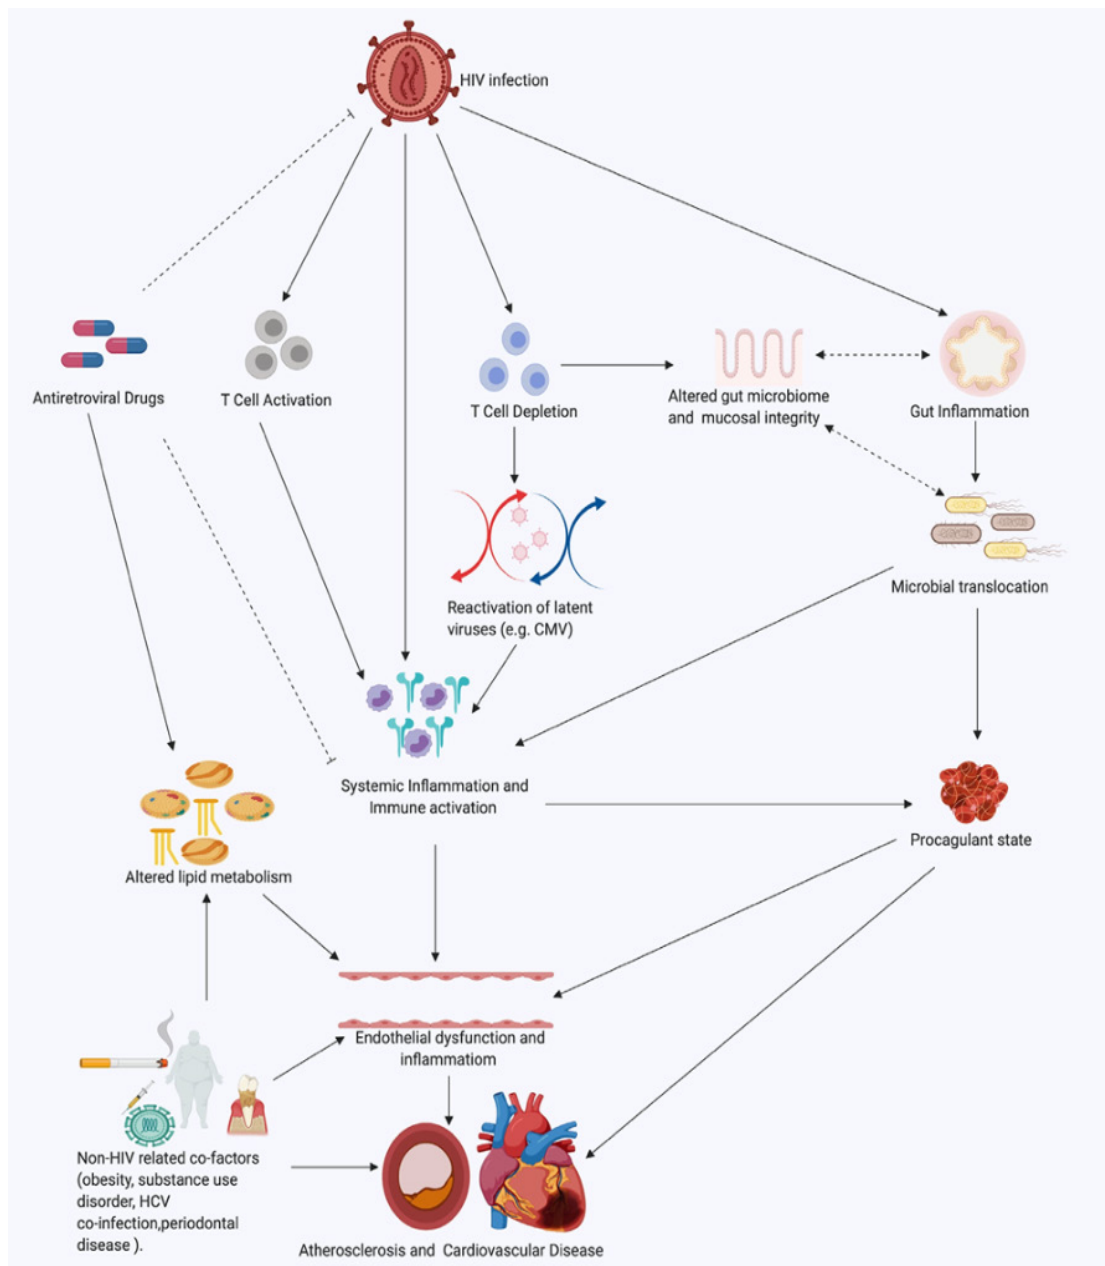 HIV infection
Antiretroviral Drugs
T Cell Activation
T Cell Depletion
Altered gut microbiome
and mucosal integrity
Gut Inflammation
Reactivation of latent
viruses (e.g. CMV)
Microbial translocation
Systemic Inflammation and
Immune activation
Procagulant state
Altered lipid metabolism
Endothelial dysfunction and
inflammatiom
Non-HIV related co-factors
(obesity, substance use
disorder, HCV
co-infection,periodontal
disease ).
Atherosclerosis and Cardiovascular Disease